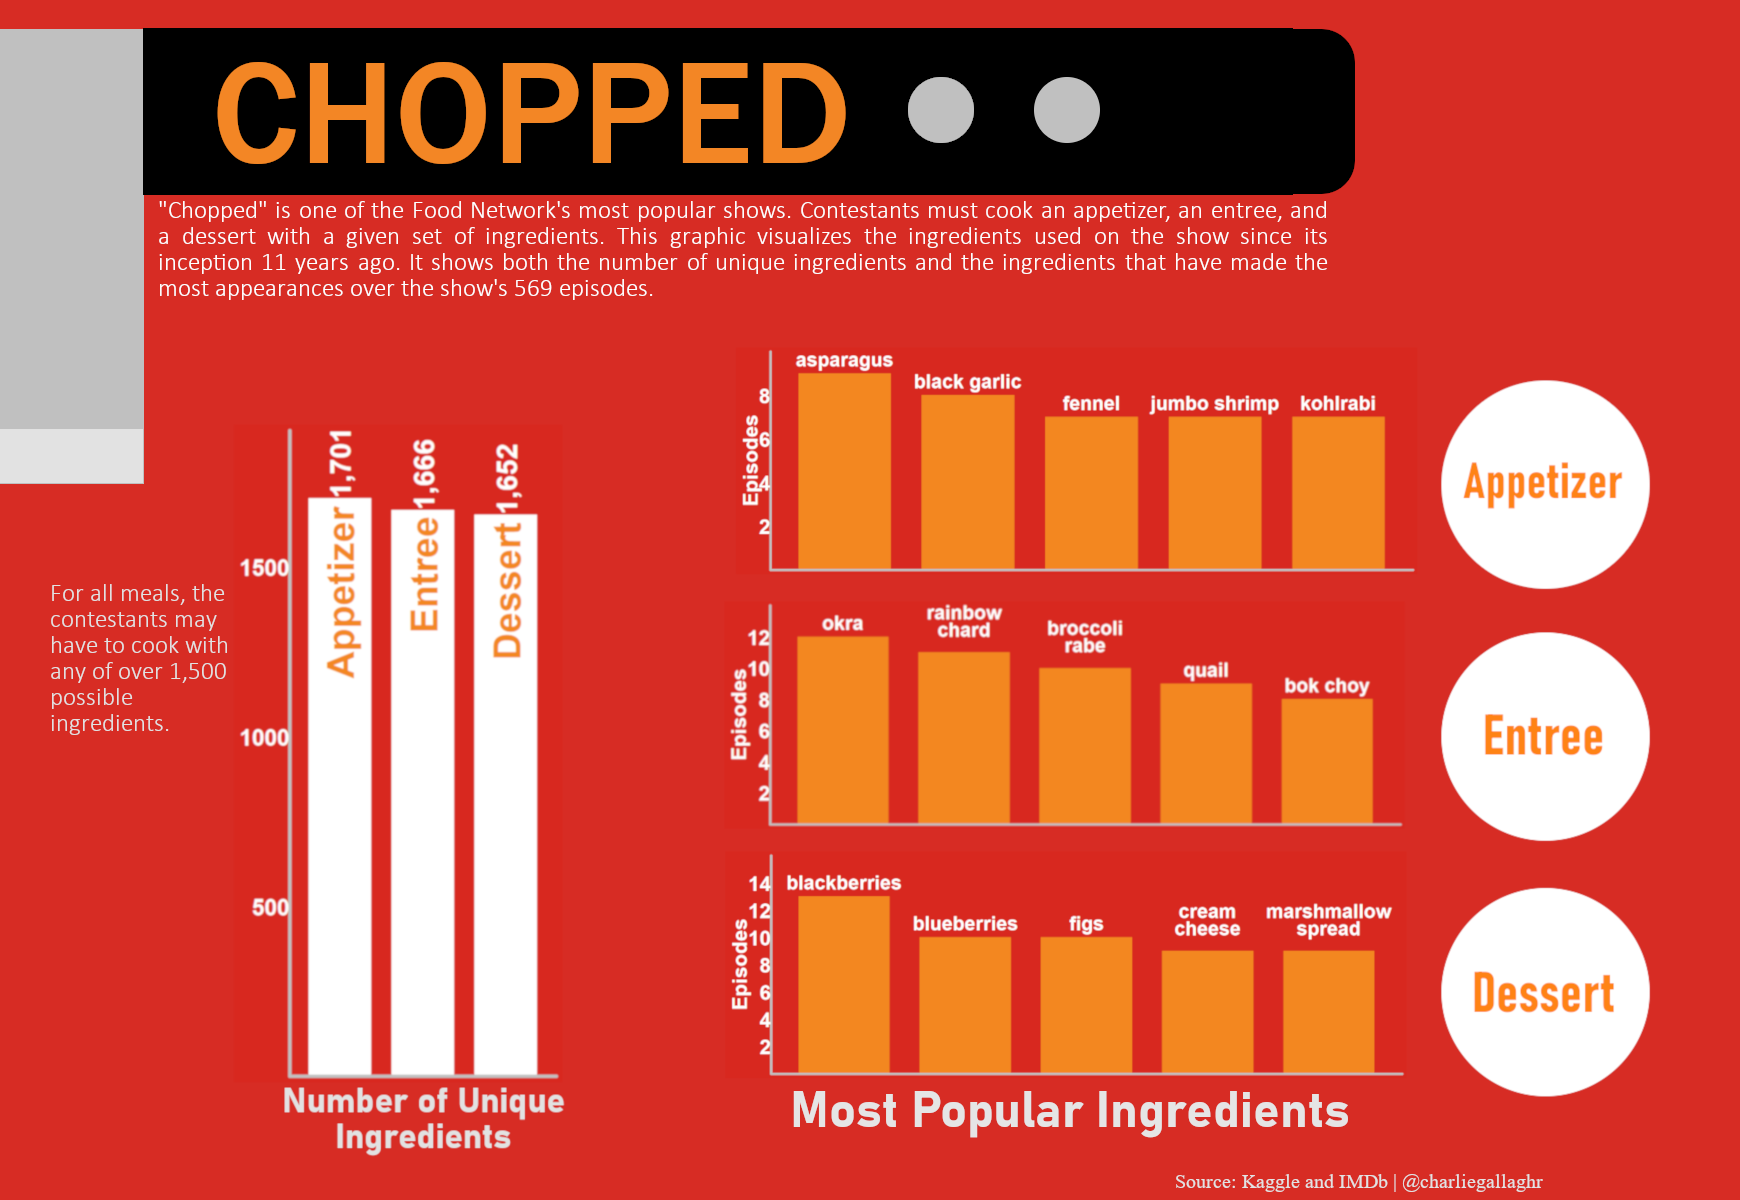 CHOPPED
"Chopped" is one of the Food Network's most popular shows. Contestants must cook an appetizer, an entree, and
a dessert with a given set of ingredients. This graphic visualizes the ingredients used on the show since its
inception 11 years ago. It shows both the number of unique ingredients and the ingredients that have made the
most appearances over the show's 569 episodes.
For all meals, the
contestants may
have to cook with
any of over 1,500
possible
ingredients.
1500
1000
500
Appetizer 1,701
Entree 1,666
Dessert 1,652
Number of Unique
Ingredients
Episodes
8
6
4
2
asparagus
black garlic
fennel
jumbo shrimp
kohlrabi
Appetizer
Episodes
12
10
8
6
4
2
okra
rainbow
chard
broccoli
rabe
quail
bok choy
Entree
Episodes
14
12
10
8
6
4
2
blackberries
blueberries
figs
cream
cheese
marshmallow
spread
Dessert
Most Popular Ingredients
Source: Kaggle and IMDb | @charliegallaghr